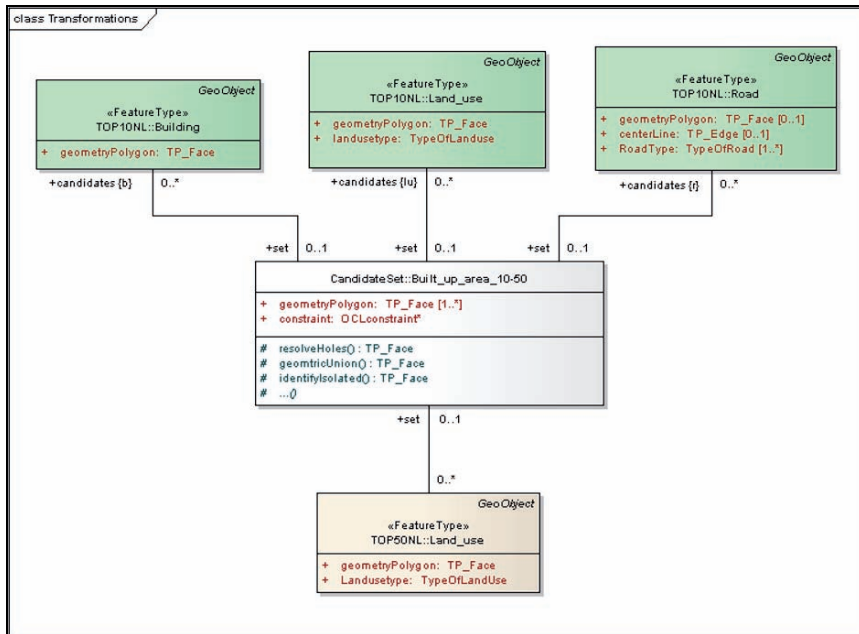 class Transformations
GeoObject
«FeatureType»
TOP10NL::Building
+ geometryPolygon: TP_Face
GeoObject
«FeatureType»
TOP10NL::Land_use
+ geometryPolygon: TP_Face
+ landusetype: TypeOfLanduse
GeoObject
«FeatureType»
TOP10NL::Road
+ geometryPolygon: TP_Face [0..1]
+ centerLine: TP_Edge [0..1]
+ RoadType: TypeOfRoad [1..*]
+candidates {b} 0..*
+candidates {lu} 0..*
+candidates {r} 0..*
+set 0..1
+set 0..1
+set 0..1
CandidateSet::Built_up_area_10-50
+ geometryPolygon: TP_Face [1..*]
+ constraint: OCLconstraint*
# resolveHoles() : TP_Face
# geomtricUnion() : TP_Face
# identifyIsolated() : TP_Face
# ...()
+set 0..1
0..*
GeoObject
«FeatureType»
TOP50NL::Land_use
+ geometryPolygon: TP_Face
+ Landusetype: TypeOfLandUse